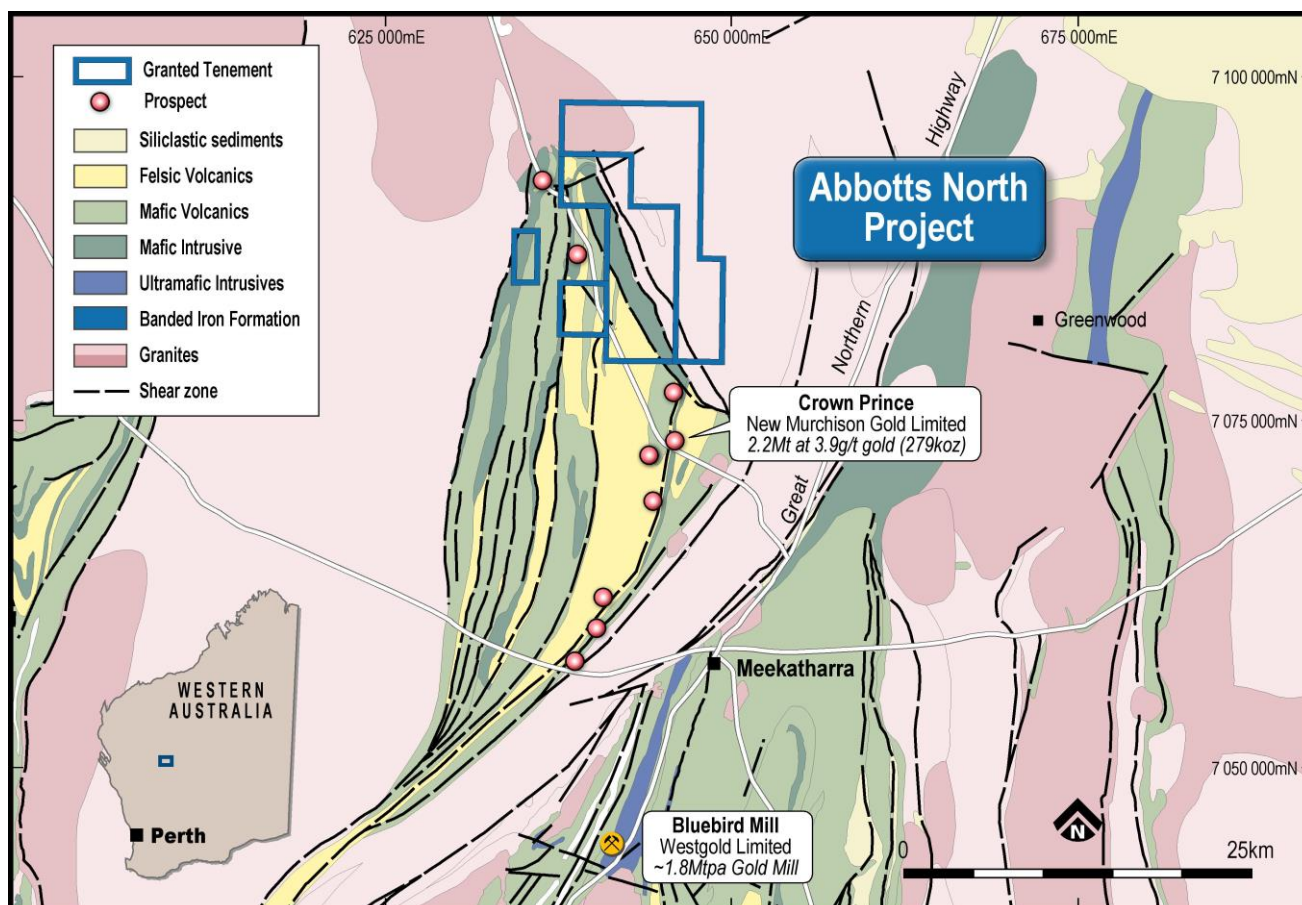 625 000mE
650 000mE
675 000mE
7 100 000mN
Granted Tenement
Prospect
Siliclastic sediments
Felsic Volcanics
Mafic Volcanics
Mafic Intrusive
Ultramafic Intrusives
Banded Iron Formation
Granites
Shear zone
Highway
Northern
Great
Abbotts North
Project
Greenwood
Crown Prince
New Murchison Gold Limited
2.2Mt at 3.9g/t gold (279koz)
7 075 000mN
Meekatharra
WESTERN
AUSTRALIA
Perth
7 050 000mN
Bluebird Mill
Westgold Limited
~1.8Mtpa Gold Mill
N
0
25km